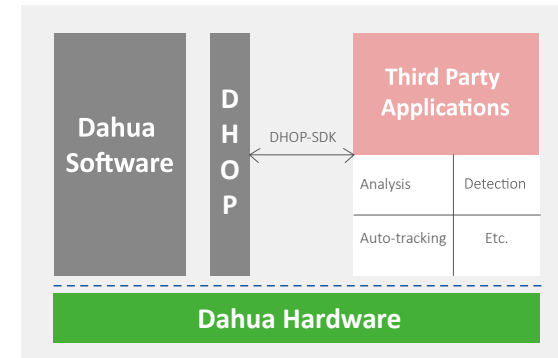 Dahua
Software
D
H
O
P
DHOP-SDK
Third Party
Applications
Analysis
Detection
Auto-tracking
Etc.
Dahua Hardware